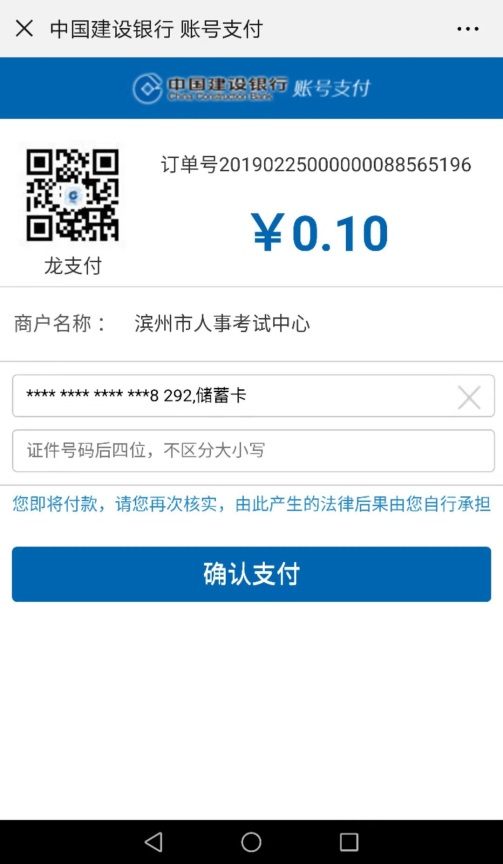 中国建设银行 账号支付
中国建设银行 账号支付
China Construction Bank
订单号20190225000000088565196
¥0.10
龙支付
商户名称： 滨州市人事考试中心
**** **** **** ***8 292,储蓄卡
证件号码后四位，不区分大小写
您即将付款，请您再次核实，由此产生的法律后果由您自行承担
确认支付